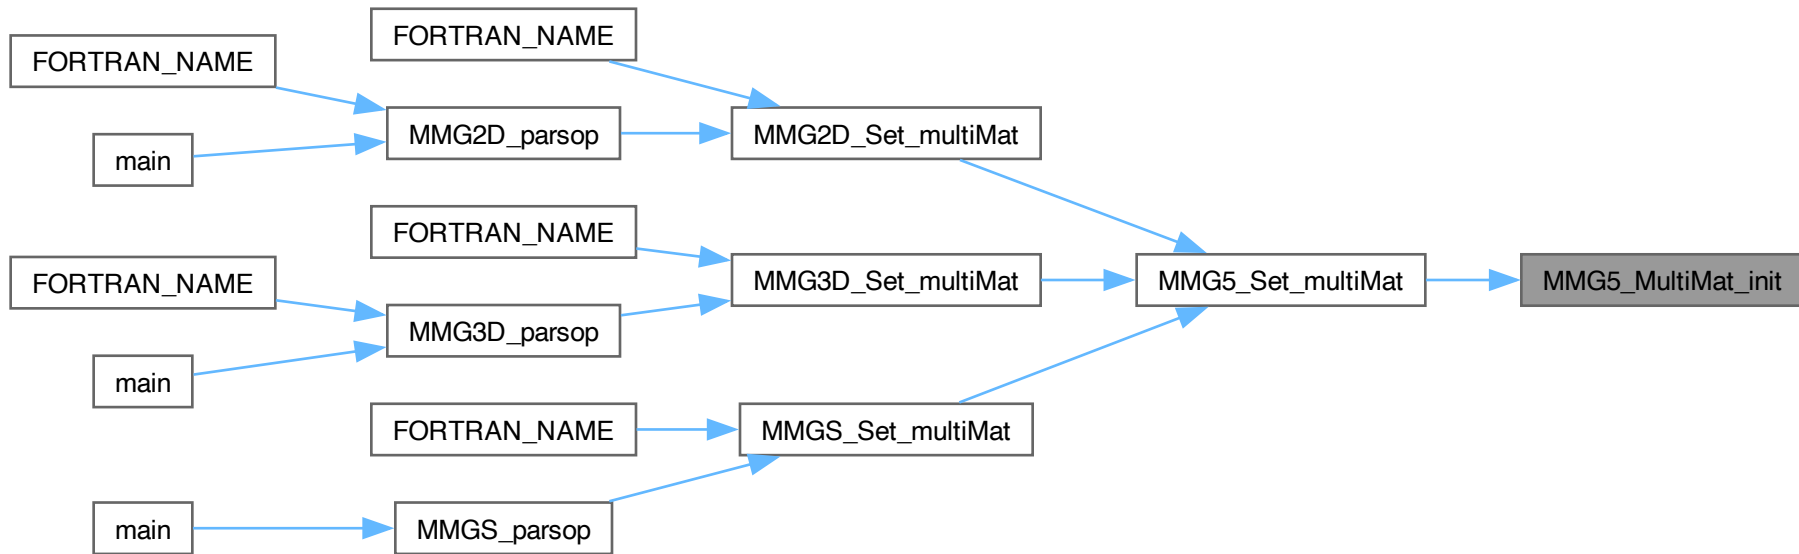 FORTRAN_NAME
FORTRAN_NAME
MMG2D_parsop
MMG2D_Set_multiMat
main
FORTRAN_NAME
FORTRAN_NAME
MMG3D_Set_multiMat
MMG5_Set_multiMat
MMG5_MultiMat_init
MMG3D_parsop
main
FORTRAN_NAME
MMGS_Set_multiMat
main
MMGS_parsop